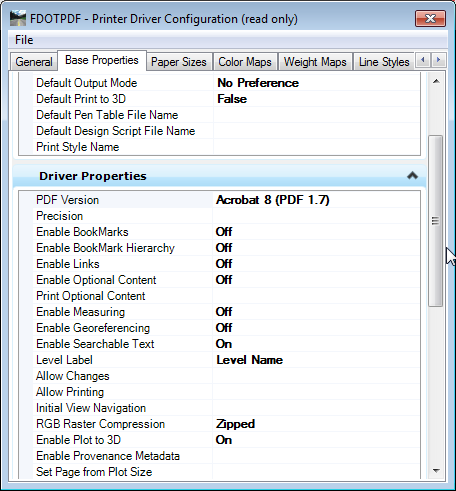 FDOTPDF - Printer Driver Configuration (read only)
File
General Base Properties Paper Sizes Color Maps Weight Maps Line Styles
Default Output Mode No Preference
Default Print to 3D False
Default Pen Table File Name
Default Design Script File Name
Print Style Name
Driver Properties
PDF Version Acrobat 8 (PDF 1.7)
Precision
Enable BookMarks Off
Enable BookMark Hierarchy Off
Enable Links Off
Enable Optional Content Off
Print Optional Content
Enable Measuring Off
Enable Georeferencing Off
Enable Searchable Text On
Level Label Level Name
Allow Changes
Allow Printing
Initial View Navigation
RGB Raster Compression Zipped
Enable Plot to 3D On
Enable Provenance Metadata
Set Page from Plot Size